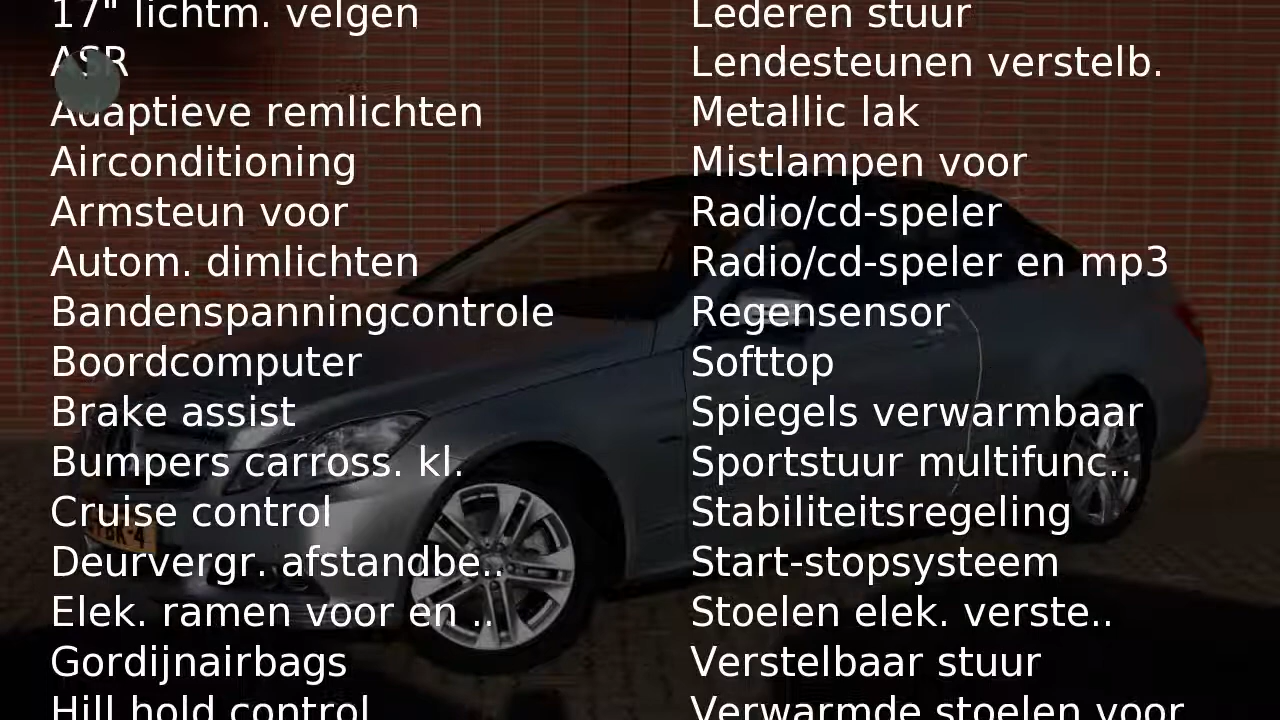 17" lichtm. velgen
ASR
Adaptieve remlichten
Airconditioning
Armsteun voor
Autom. dimlichten
Bandenspanningcontrole
Boordcomputer
Brake assist
Bumpers carross. kl.
Cruise control
Deurvergr. afstandbe..
Elek. ramen voor en ..
Gordijnairbags
Hill hold control
Lederen stuur
Lendesteunen verstelb.
Metallic lak
Mistlampen voor
Radio/cd-speler
Radio/cd-speler en mp3
Regensensor
Softtop
Spiegels verwarmbaar
Sportstuur multifunc..
Stabiliteitsregeling
Start-stopsysteem
Stoelen elek. verste..
Verstelbaar stuur
Verwarmde stoelen voor